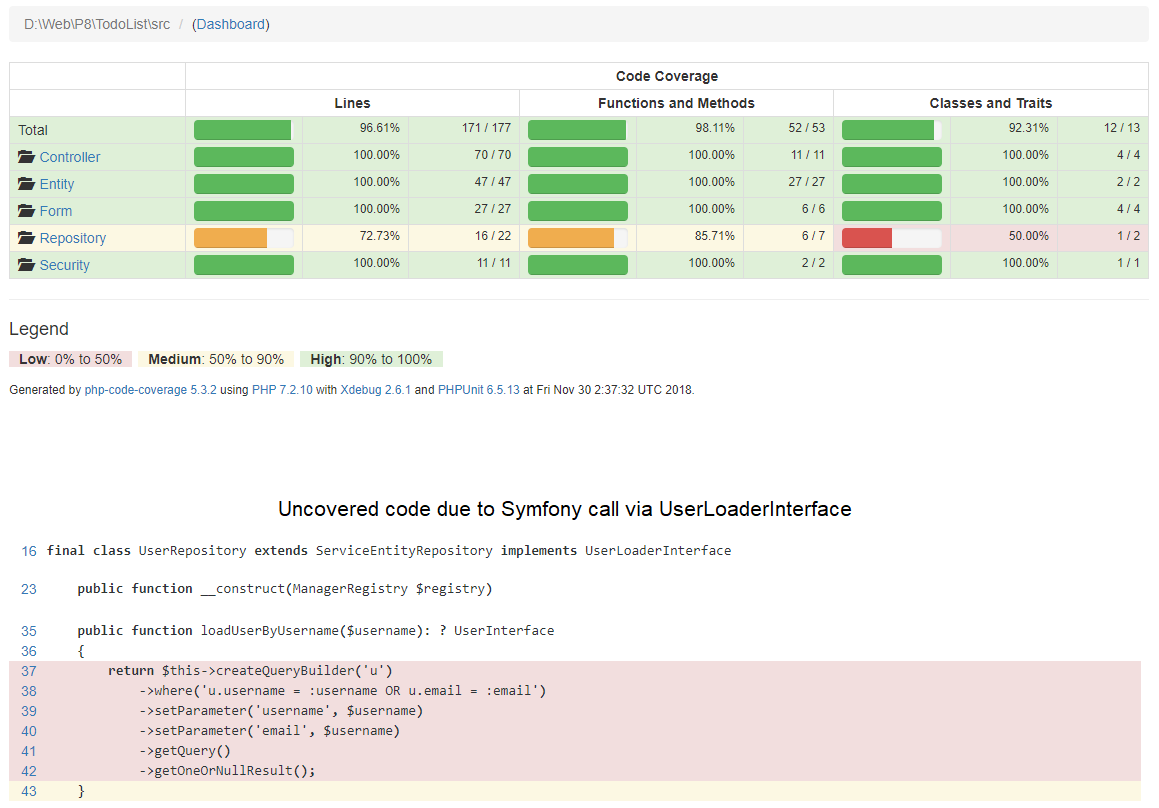 D:\Web\P8\TodoList\src / (Dashboard)
Code Coverage
Lines Functions and Methods Classes and Traits
Total 96.61% 171 / 177 98.11% 52 / 53 92.31% 12 / 13
Controller 100.00% 70 / 70 100.00% 11 / 11 100.00% 4 / 4
Entity 100.00% 47 / 47 100.00% 27 / 27 100.00% 2 / 2
Form 100.00% 27 / 27 100.00% 6 / 6 100.00% 4 / 4
Repository 72.73% 16 / 22 85.71% 6 / 7 50.00% 1 / 2
Security 100.00% 11 / 11 100.00% 2 / 2 100.00% 1 / 1
Legend
Low: 0% to 50% Medium: 50% to 90% High: 90% to 100%
Generated by php-code-coverage 5.3.2 using PHP 7.2.10 with Xdebug 2.6.1 and PHPUnit 6.5.13 at Fri Nov 30 2:37:32 UTC 2018.
Uncovered code due to Symfony call via UserLoaderInterface
16 final class UserRepository extends ServiceEntityRepository implements UserLoaderInterface
23 public function __construct(ManagerRegistry $registry)
35 public function loadUserByUsername($username): ? UserInterface
36 {
37 return $this->createQueryBuilder('u')
38 ->where('u.username = :username OR u.email = :email')
39 ->setParameter('username', $username)
40 ->setParameter('email', $username)
41 ->getQuery()
42 ->getOneOrNullResult();
43 }